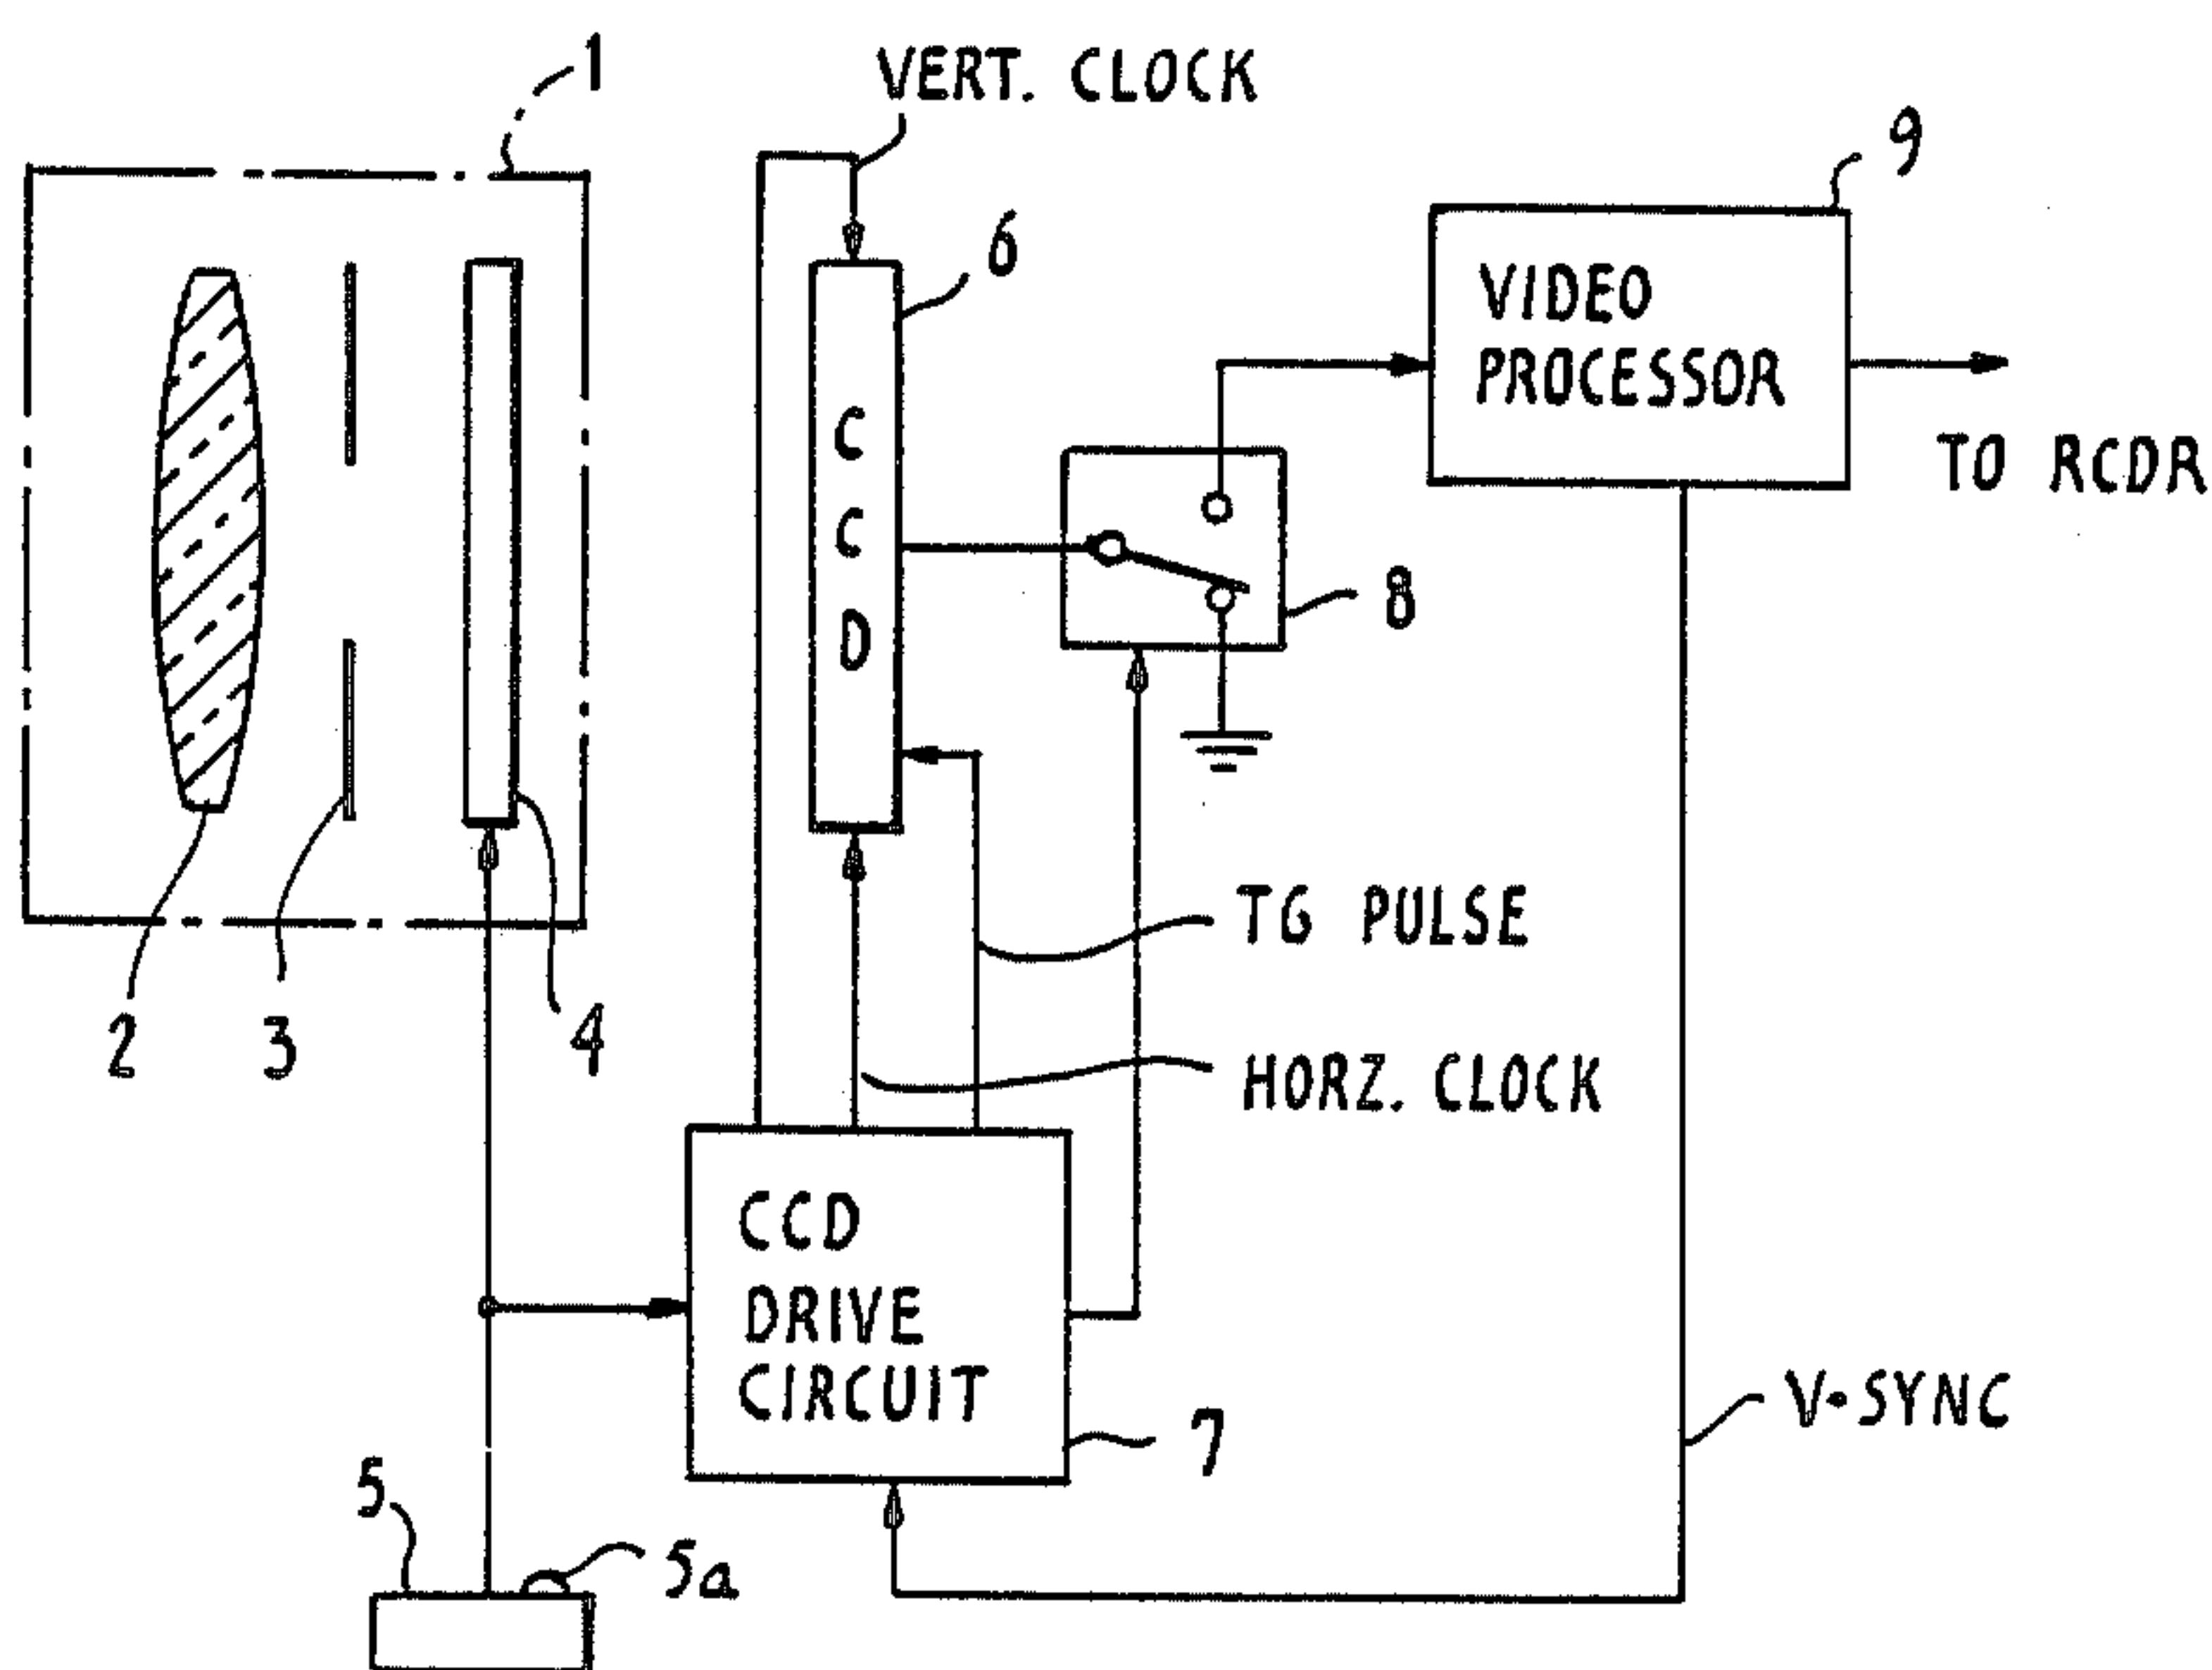 1
VERT. CLOCK
9
6
VIDEO
PROCESSOR
C
C
D
TO RCDR
8
TG PULSE
2
3
4
HORZ. CLOCK
CCD
DRIVE
CIRCUIT
7
V•SYNC
5
5a